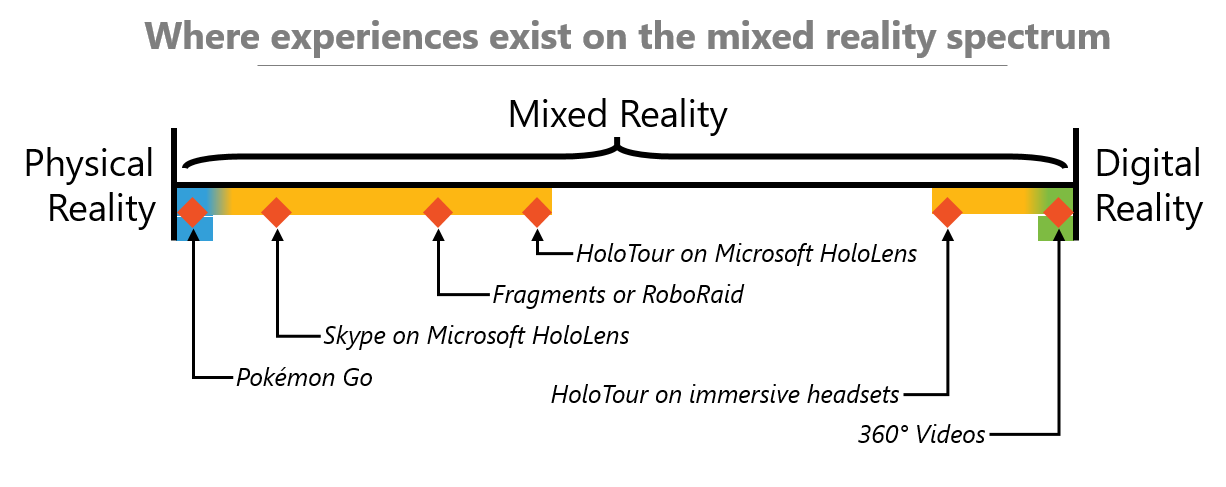 Where experiences exist on the mixed reality spectrum
Mixed Reality
Physical
Reality
Digital
Reality
HoloTour on Microsoft HoloLens
Fragments or RoboRaid
Skype on Microsoft HoloLens
Pokémon Go
HoloTour on immersive headsets
360° Videos